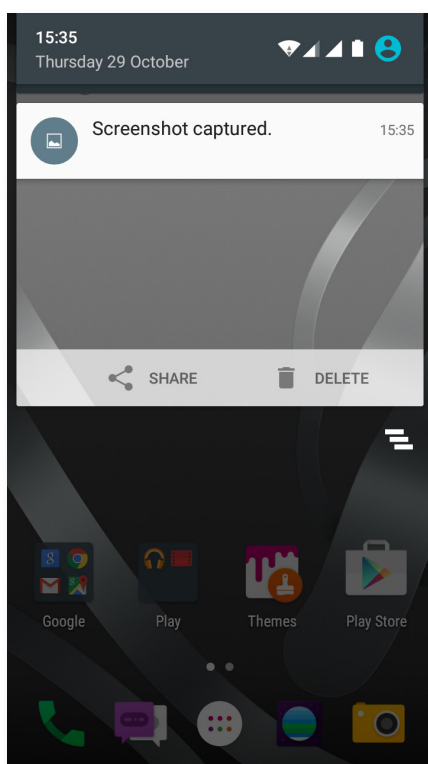 15:35
Thursday 29 October
Screenshot captured.
15:35
SHARE
DELETE
Google
Play
Themes
Play Store